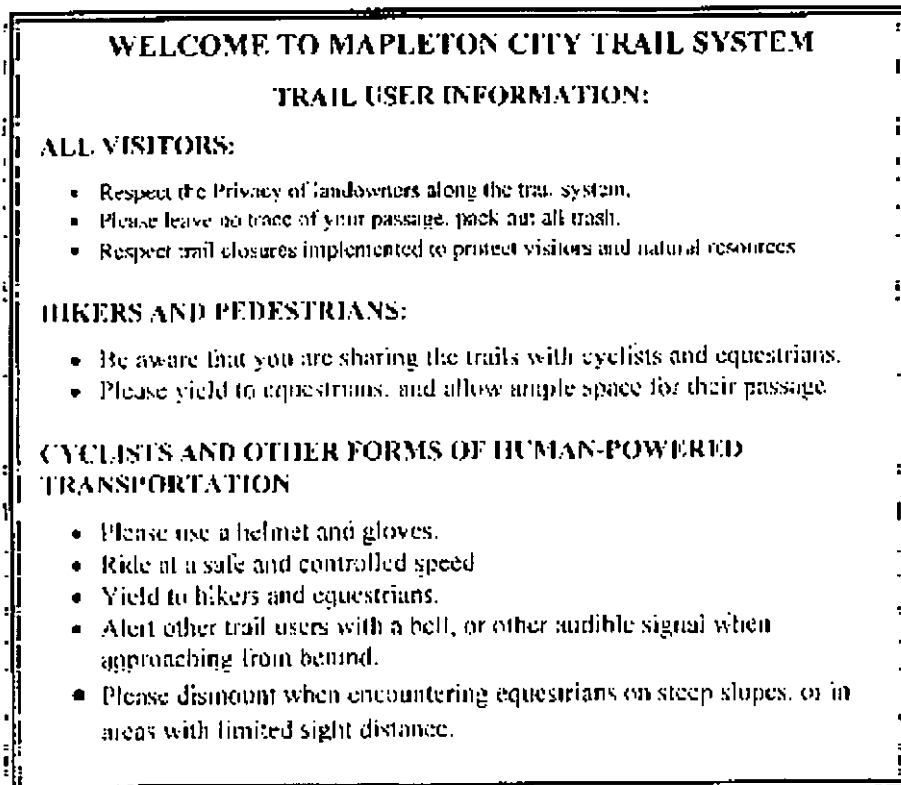 WELCOME TO MAPLETON CITY TRAIL SYSTEM
TRAIL USER INFORMATION:
ALL VISITORS:
• Respect the Privacy of landowners along the trail system.
• Please leave no trace of your passage, pack out all trash.
• Respect trail closures implemented to protect visitors and natural resources
HIKERS AND PEDESTRIANS:
• Be aware that you are sharing the trails with cyclists and equestrians.
• Please yield to equestrians, and allow ample space for their passage
CYCLISTS AND OTHER FORMS OF HUMAN-POWERED
TRANSPORTATION
• Please use a helmet and gloves.
• Ride at a safe and controlled speed
• Yield to hikers and equestrians.
• Alert other trail users with a bell, or other audible signal when
approaching from behind.
• Please dismount when encountering equestrians on steep slopes, or in
areas with limited sight distance.